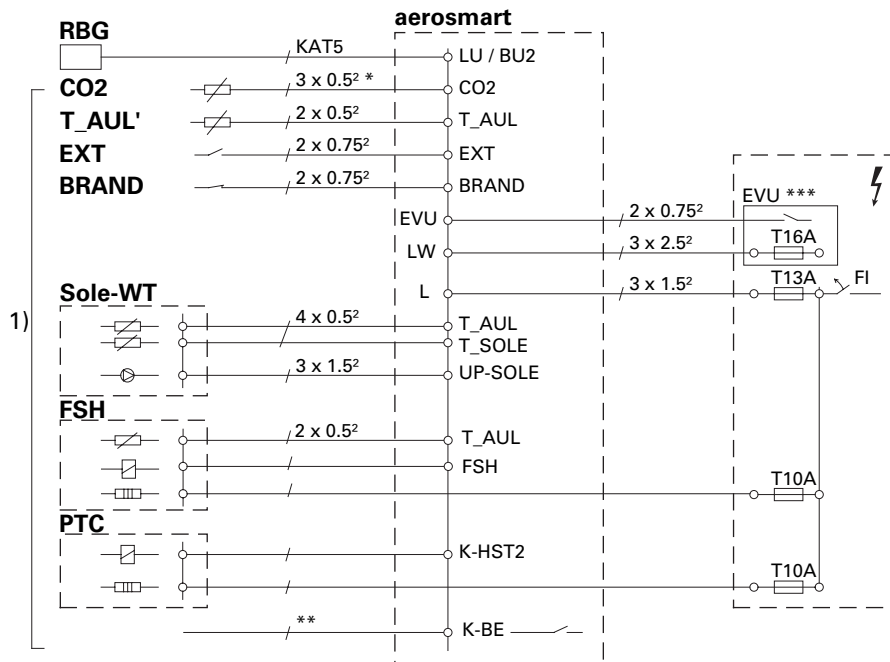 aerosmart
RBG KAT5 LU / BU2
CO2 3 x 0.5² * CO2
T_AUL' 2 x 0.5² T_AUL
EXT 2 x 0.75² EXT
BRAND 2 x 0.75² BRAND
EVU 2 x 0.75² EVU ***
LW 3 x 2.5² T16A
L 3 x 1.5² T13A FI
1)
Sole-WT
4 x 0.5² T_AUL
T_SOLE
3 x 1.5² UP-SOLE
FSH
2 x 0.5² T_AUL
FSH
T10A
PTC
K-HST2
T10A
** K-BE